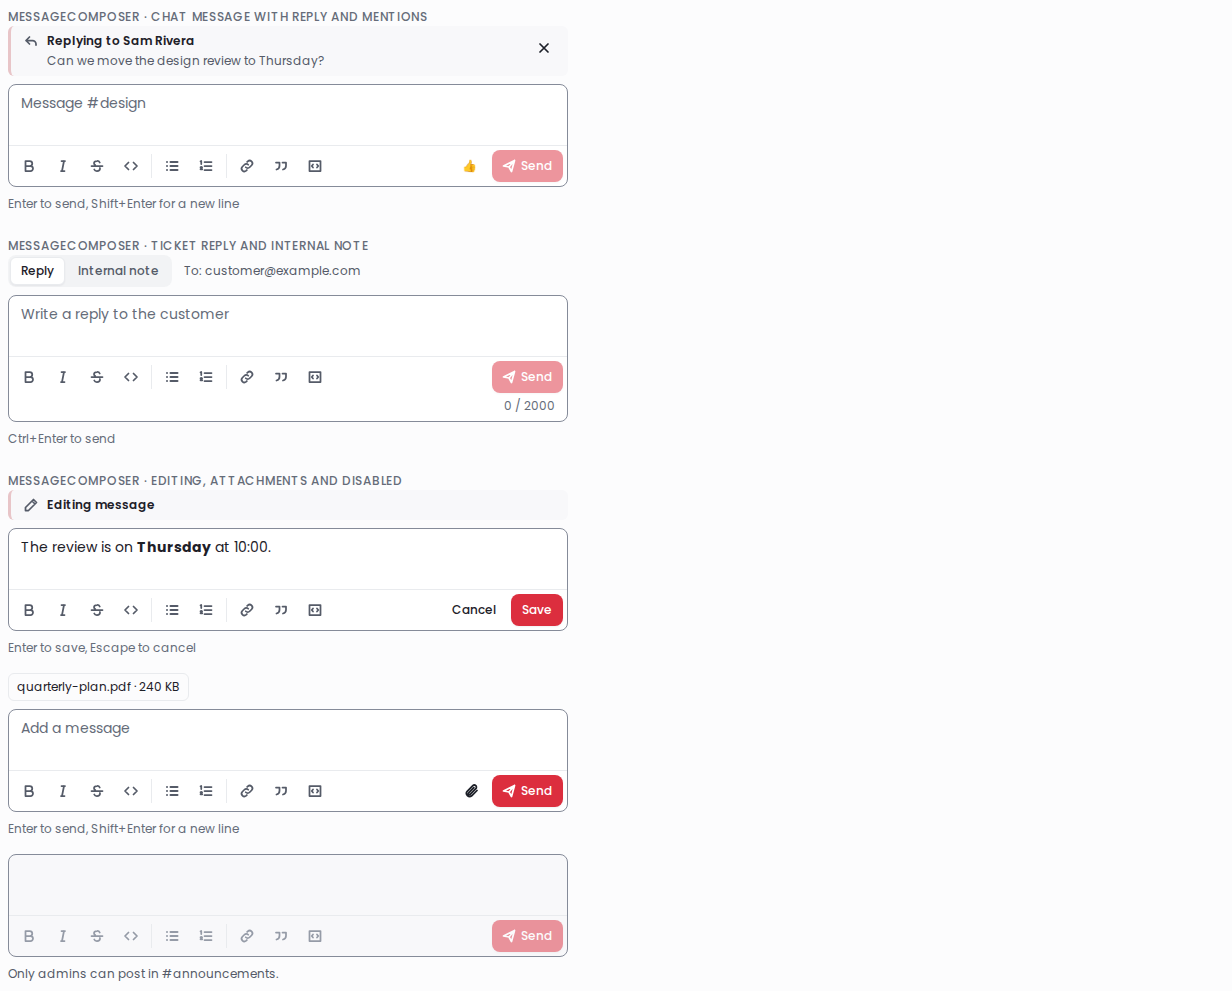 MESSAGECOMPOSER · CHAT MESSAGE WITH REPLY AND MENTIONS
Replying to Sam Rivera
Can we move the design review to Thursday?
Message #design
Send
Enter to send, Shift+Enter for a new line
MESSAGECOMPOSER · TICKET REPLY AND INTERNAL NOTE
Reply Internal note To: customer@example.com
Write a reply to the customer
Send
0 / 2000
Ctrl+Enter to send
MESSAGECOMPOSER · EDITING, ATTACHMENTS AND DISABLED
Editing message
The review is on Thursday at 10:00.
Cancel Save
Enter to save, Escape to cancel
quarterly-plan.pdf · 240 KB
Add a message
Send
Enter to send, Shift+Enter for a new line
Send
Only admins can post in #announcements.